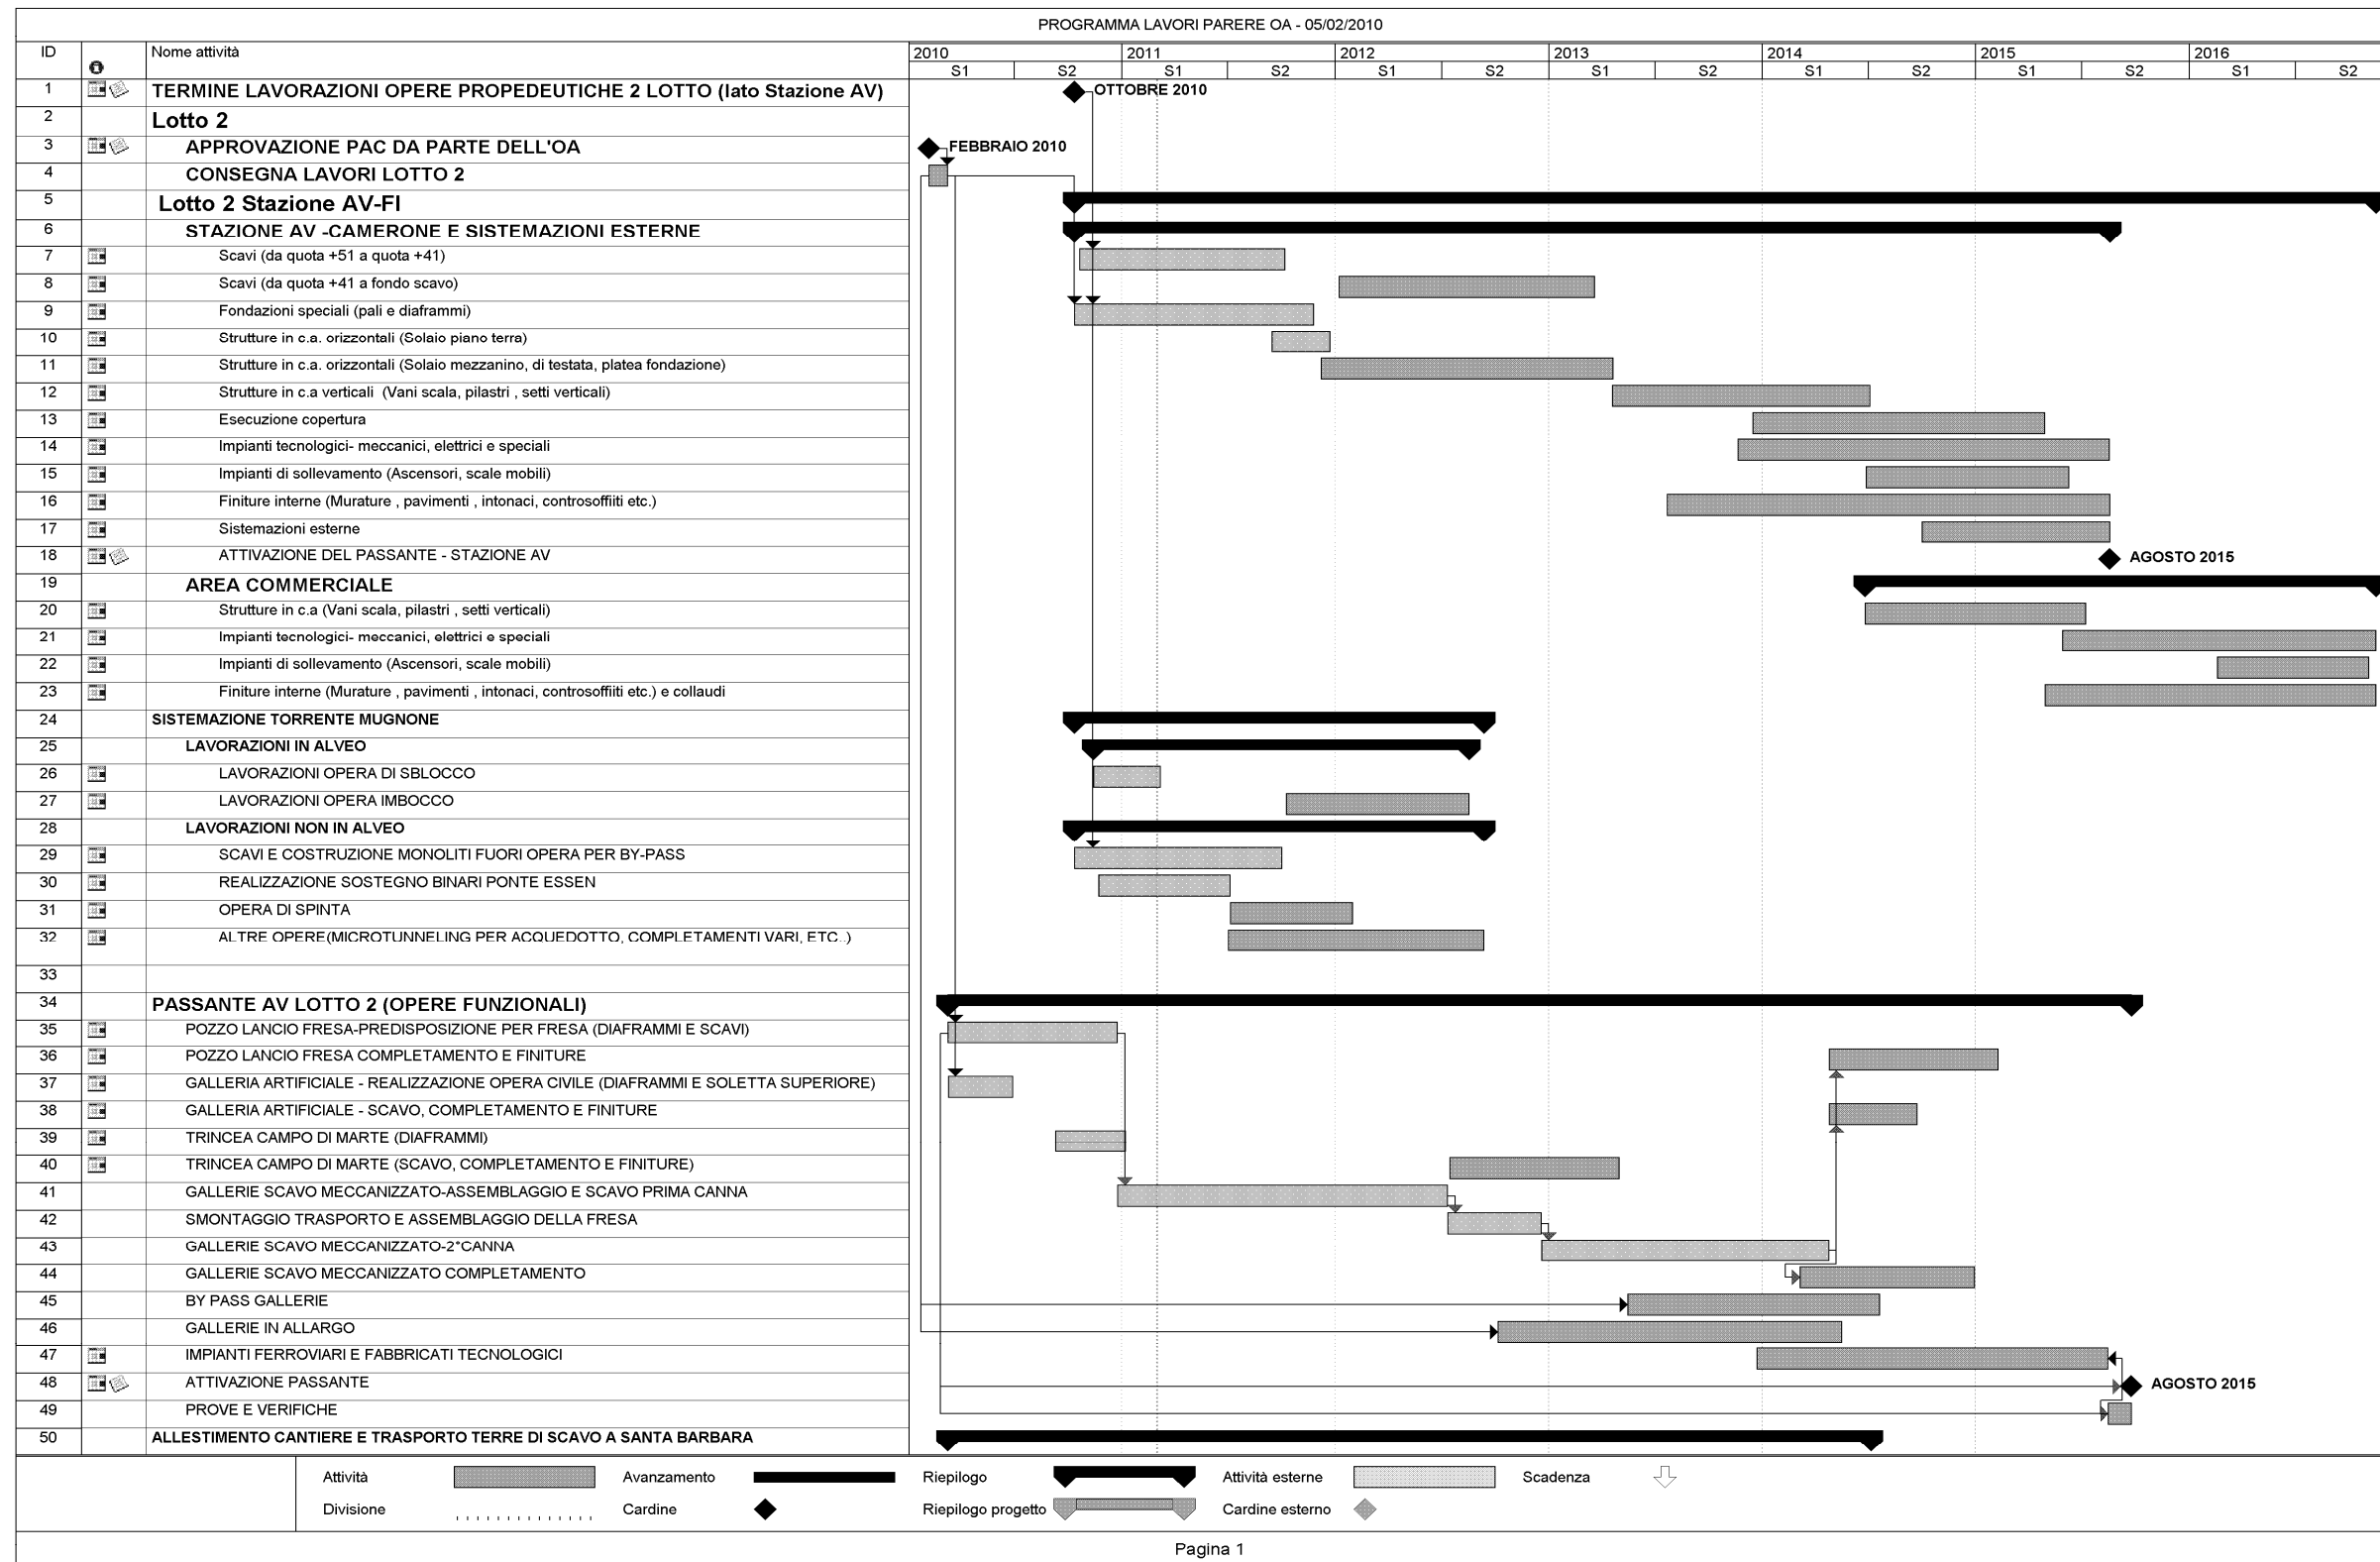 PROGRAMMA LAVORI PARERE OA - 05/02/2010
ID Nome attività 2010 2011 2012 2013 2014 2015 2016
S1 S2 S1 S2 S1 S2 S1 S2 S1 S2 S1 S2 S1 S2
1 TERMINE LAVORAZIONI OPERE PROPEDEUTICHE 2 LOTTO (lato Stazione AV) OTTOBRE 2010
2 Lotto 2
3 APPROVAZIONE PAC DA PARTE DELL'OA FEBBRAIO 2010
4 CONSEGNA LAVORI LOTTO 2
5 Lotto 2 Stazione AV-FI
6 STAZIONE AV -CAMERONE E SISTEMAZIONI ESTERNE
7 Scavi (da quota +51 a quota +41)
8 Scavi (da quota +41 a fondo scavo)
9 Fondazioni speciali (pali e diaframmi)
10 Strutture in c.a. orizzontali (Solaio piano terra)
11 Strutture in c.a. orizzontali (Solaio mezzanino, di testata, platea fondazione)
12 Strutture in c.a verticali (Vani scala, pilastri , setti verticali)
13 Esecuzione copertura
14 Impianti tecnologici- meccanici, elettrici e speciali
15 Impianti di sollevamento (Ascensori, scale mobili)
16 Finiture interne (Murature , pavimenti , intonaci, controsoffiiti etc.)
17 Sistemazioni esterne
18 ATTIVAZIONE DEL PASSANTE - STAZIONE AV AGOSTO 2015
19 AREA COMMERCIALE
20 Strutture in c.a (Vani scala, pilastri , setti verticali)
21 Impianti tecnologici- meccanici, elettrici e speciali
22 Impianti di sollevamento (Ascensori, scale mobili)
23 Finiture interne (Murature , pavimenti , intonaci, controsoffiiti etc.) e collaudi
24 SISTEMAZIONE TORRENTE MUGNONE
25 LAVORAZIONI IN ALVEO
26 LAVORAZIONI OPERA DI SBLOCCO
27 LAVORAZIONI OPERA IMBOCCO
28 LAVORAZIONI NON IN ALVEO
29 SCAVI E COSTRUZIONE MONOLITI FUORI OPERA PER BY-PASS
30 REALIZZAZIONE SOSTEGNO BINARI PONTE ESSEN
31 OPERA DI SPINTA
32 ALTRE OPERE(MICROTUNNELING PER ACQUEDOTTO, COMPLETAMENTI VARI, ETC..)
33
34 PASSANTE AV LOTTO 2 (OPERE FUNZIONALI)
35 POZZO LANCIO FRESA-PREDISPOSIZIONE PER FRESA (DIAFRAMMI E SCAVI)
36 POZZO LANCIO FRESA COMPLETAMENTO E FINITURE
37 GALLERIA ARTIFICIALE - REALIZZAZIONE OPERA CIVILE (DIAFRAMMI E SOLETTA SUPERIORE)
38 GALLERIA ARTIFICIALE - SCAVO, COMPLETAMENTO E FINITURE
39 TRINCEA CAMPO DI MARTE (DIAFRAMMI)
40 TRINCEA CAMPO DI MARTE (SCAVO, COMPLETAMENTO E FINITURE)
41 GALLERIE SCAVO MECCANIZZATO-ASSEMBLAGGIO E SCAVO PRIMA CANNA
42 SMONTAGGIO TRASPORTO E ASSEMBLAGGIO DELLA FRESA
43 GALLERIE SCAVO MECCANIZZATO-2°CANNA
44 GALLERIE SCAVO MECCANIZZATO COMPLETAMENTO
45 BY PASS GALLERIE
46 GALLERIE IN ALLARGO
47 IMPIANTI FERROVIARI E FABBRICATI TECNOLOGICI
48 ATTIVAZIONE PASSANTE AGOSTO 2015
49 PROVE E VERIFICHE
50 ALLESTIMENTO CANTIERE E TRASPORTO TERRE DI SCAVO A SANTA BARBARA
Attività Avanzamento Riepilogo Attività esterne Scadenza
Divisione Cardine Riepilogo progetto Cardine esterno
Pagina 1